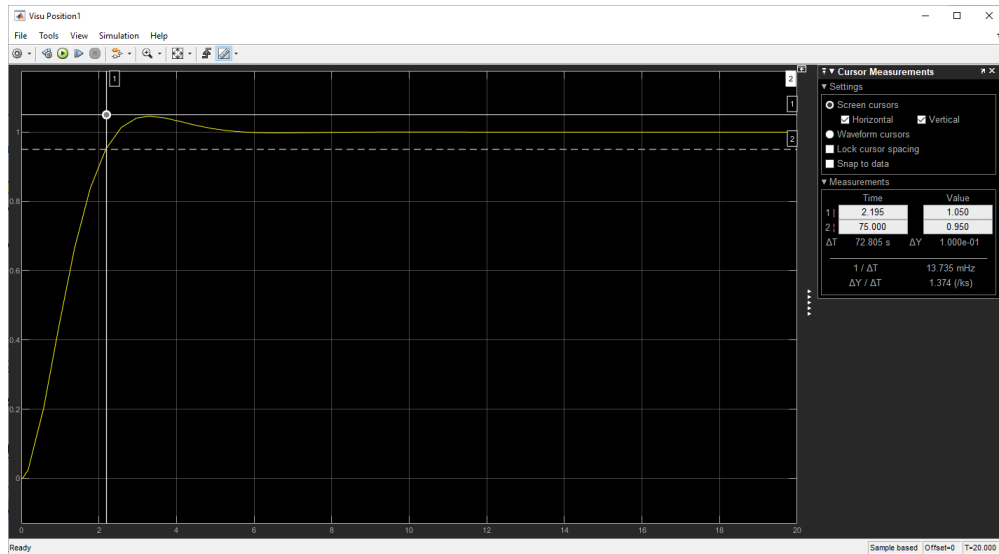 Visu Position1
File Tools View Simulation Help
1
2
1
2
1
0.8
0.6
0.4
0.2
0
0 2 4 6 8 10 12 14 16 18 20
Cursor Measurements
Settings
Screen cursors
Horizontal Vertical
Waveform cursors
Lock cursor spacing
Snap to data
Measurements
Time Value
1 | 2.195 1.050
2 ¦ 75.000 0.950
ΔT 72.805 s ΔY 1.000e-01
1 / ΔT 13.735 mHz
ΔY / ΔT 1.374 (/ks)
Ready Sample based Offset=0 T=20.000